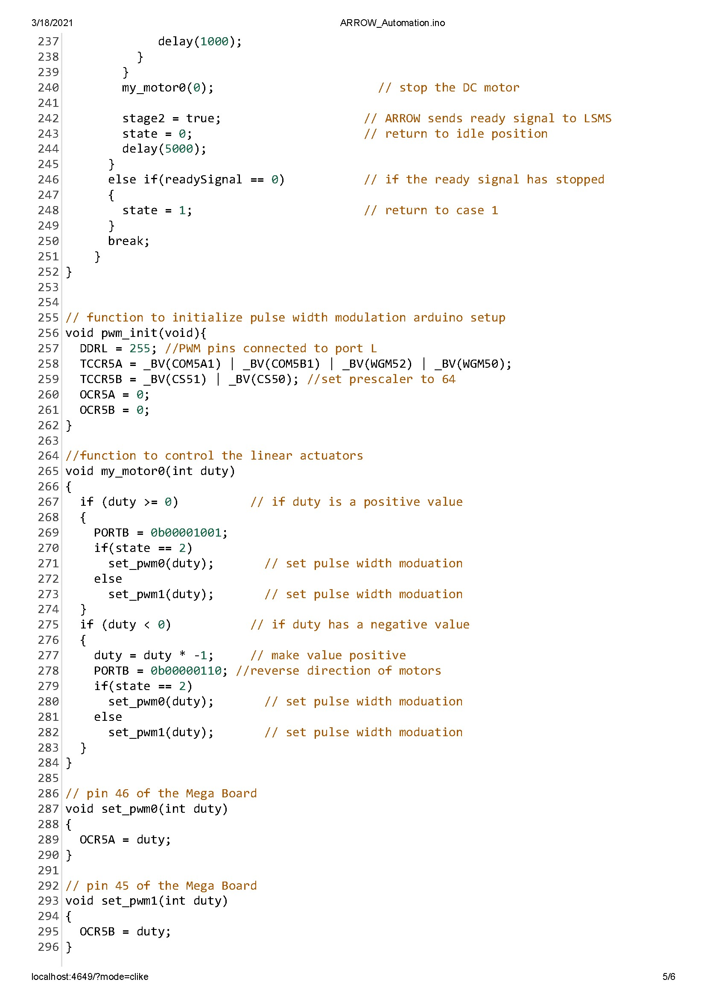 3/18/2021 ARROW_Automation.ino
237 delay(1000);
238 }
239 }
240 my_motor0(0); // stop the DC motor
241
242 stage2 = true; // ARROW sends ready signal to LSMS
243 state = 0; // return to idle position
244 delay(5000);
245 }
246 else if(readySignal == 0) // if the ready signal has stopped
247 {
248 state = 1; // return to case 1
249 }
250 break;
251 }
252 }
253
254
255 // function to initialize pulse width modulation arduino setup
256 void pwm_init(void){
257 DDRL = 255; //PWM pins connected to port L
258 TCCR5A = _BV(COM5A1) | _BV(COM5B1) | _BV(WGM52) | _BV(WGM50);
259 TCCR5B = _BV(CS51) | _BV(CS50); //set prescaler to 64
260 OCR5A = 0;
261 OCR5B = 0;
262 }
263
264 //function to control the linear actuators
265 void my_motor0(int duty)
266 {
267 if (duty >= 0) // if duty is a positive value
268 {
269 PORTB = 0b00001001;
270 if(state == 2)
271 set_pwm0(duty); // set pulse width moduation
272 else
273 set_pwm1(duty); // set pulse width moduation
274 }
275 if (duty < 0) // if duty has a negative value
276 {
277 duty = duty * -1; // make value positive
278 PORTB = 0b00000110; //reverse direction of motors
279 if(state == 2)
280 set_pwm0(duty); // set pulse width moduation
281 else
282 set_pwm1(duty); // set pulse width moduation
283 }
284 }
285
286 // pin 46 of the Mega Board
287 void set_pwm0(int duty)
288 {
289 OCR5A = duty;
290 }
291
292 // pin 45 of the Mega Board
293 void set_pwm1(int duty)
294 {
295 OCR5B = duty;
296 }
localhost:4649/?mode=clike 5/6